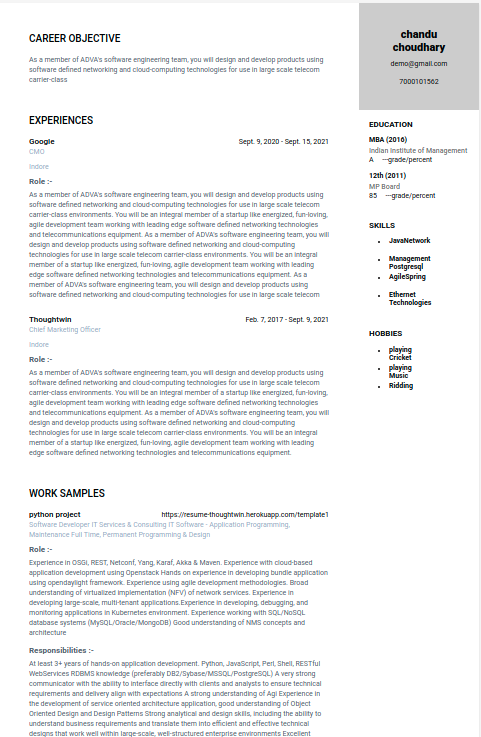 CAREER OBJECTIVE
As a member of ADVA's software engineering team, you will design and develop products using
software defined networking and cloud-computing technologies for use in large scale telecom
carrier-class
EXPERIENCES
Google Sept. 9, 2020 - Sept. 15, 2021
CMO
Indore
Role :-
As a member of ADVA's software engineering team, you will design and develop products using
software defined networking and cloud-computing technologies for use in large scale telecom
carrier-class environments. You will be an integral member of a startup like energized, fun-loving,
agile development team working with leading edge software defined networking technologies
and telecommunications equipment. As a member of ADVA's software engineering team, you will
design and develop products using software defined networking and cloud-computing
technologies for use in large scale telecom carrier-class environments. You will be an integral
member of a startup like energized, fun-loving, agile development team working with leading
edge software defined networking technologies and telecommunications equipment. As a
member of ADVA's software engineering team, you will design and develop products using
software defined networking and cloud-computing technologies for use in large scale telecom
Thoughtwin Feb. 7, 2017 - Sept. 9, 2021
Chief Marketing Officer
Indore
Role :-
As a member of ADVA's software engineering team, you will design and develop products using
software defined networking and cloud-computing technologies for use in large scale telecom
carrier-class environments. You will be an integral member of a startup like energized, fun-loving,
agile development team working with leading edge software defined networking technologies
and telecommunications equipment. As a member of ADVA's software engineering team, you will
design and develop products using software defined networking and cloud-computing
technologies for use in large scale telecom carrier-class environments. You will be an integral
member of a startup like energized, fun-loving, agile development team working with leading
edge software defined networking technologies and telecommunications equipment.
WORK SAMPLES
python project https://resume-thoughtwin.herokuapp.com/template1
Software Developer IT Services & Consulting IT Software - Application Programming,
Maintenance Full Time, Permanent Programming & Design
Role :-
Experience in OSGi, REST, Netconf, Yang, Karaf, Akka & Maven. Experience with cloud-based
application development using Openstack Hands on experience in developing bundle application
using opendaylight framework. Experience using agile development methodologies. Broad
understanding of virtualized implementation (NFV) of network services. Experience in
developing large-scale, multi-tenant applications.Experience in developing, debugging, and
monitoring applications in Kubernetes environment. Experience working with SQL/NoSQL
database systems (MySQL/Oracle/MongoDB) Good understanding of NMS concepts and
architecture
Responsibilities :-
At least 3+ years of hands-on application development. Python, JavaScript, Perl, Shell, RESTful
WebServices RDBMS knowledge (preferably DB2/Sybase/MSSQL/PostgreSQL) A very strong
communicator with the ability to interface directly with clients and analysts to ensure technical
requirements and delivery align with expectations A strong understanding of Agi Experience in
the development of service oriented architecture application, good understanding of Object
Oriented Design and Design Patterns Strong analytical and design skills, including the ability to
understand business requirements and translate them into efficient and effective technical
designs that work well within large-scale, well-structured enterprise environments Excellent
chandu
choudhary
demo@gmail.com
7000101562
EDUCATION
MBA (2016)
Indian Institute of Management
A ---grade/percent
12th (2011)
MP Board
85 ---grade/percent
SKILLS
JavaNetwork
Management
Postgresql
AgileSpring
Ethernet
Technologies
HOBBIES
playing
Cricket
playing
Music
Ridding